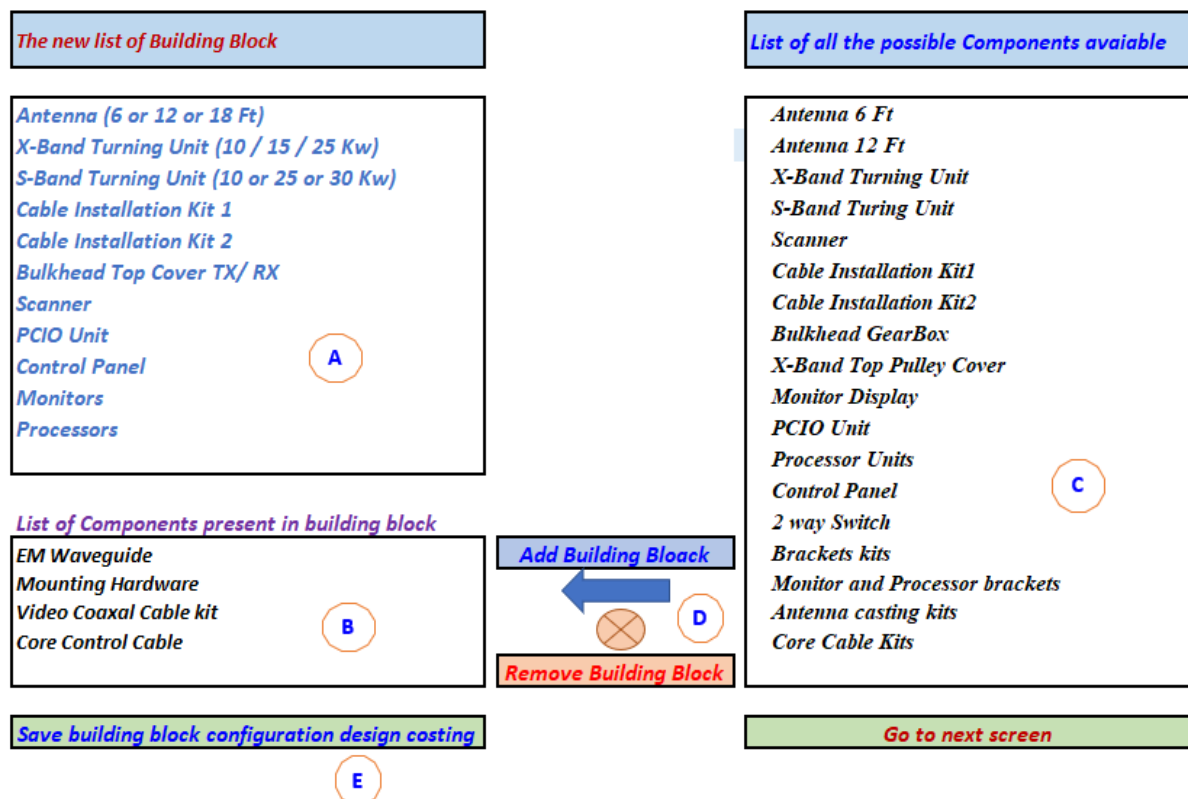 The new list of Building Block
List of all the possible Components avaiable
Antenna (6 or 12 or 18 Ft)
X-Band Turning Unit (10 / 15 / 25 Kw)
S-Band Turning Unit (10 or 25 or 30 Kw)
Cable Installation Kit 1
Cable Installation Kit 2
Bulkhead Top Cover TX/ RX
Scanner
PCIO Unit
Control Panel
Monitors
Processors
A
List of Components present in building block
EM Waveguide
Mounting Hardware
Video Coaxal Cable kit
Core Control Cable
B
Add Building Bloack
D
Remove Building Block
Antenna 6 Ft
Antenna 12 Ft
X-Band Turning Unit
S-Band Turing Unit
Scanner
Cable Installation Kit1
Cable Installation Kit2
Bulkhead GearBox
X-Band Top Pulley Cover
Monitor Display
PCIO Unit
Processor Units
Control Panel
2 way Switch
Brackets kits
Monitor and Processor brackets
Antenna casting kits
Core Cable Kits
C
Save building block configuration design costing
Go to next screen
E